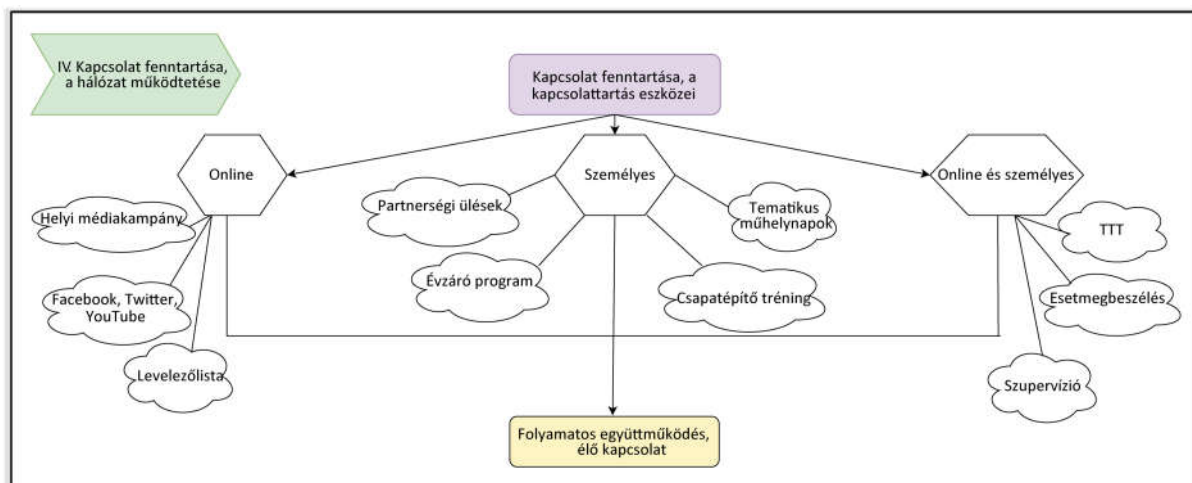 IV. Kapcsolat fenntartása,
a hálózat működtetése
Kapcsolat fenntartása, a
kapcsolattartás eszközei
Online
Személyes
Online és személyes
Helyi médiakampány
Facebook, Twitter,
YouTube
Levelezőlista
Partnerségi ülések
Évzáró program
Tematikus
műhelynapok
Csapatépítő tréning
TTT
Esetmegbeszélés
Szupervízió
Folyamatos együttműködés,
élő kapcsolat